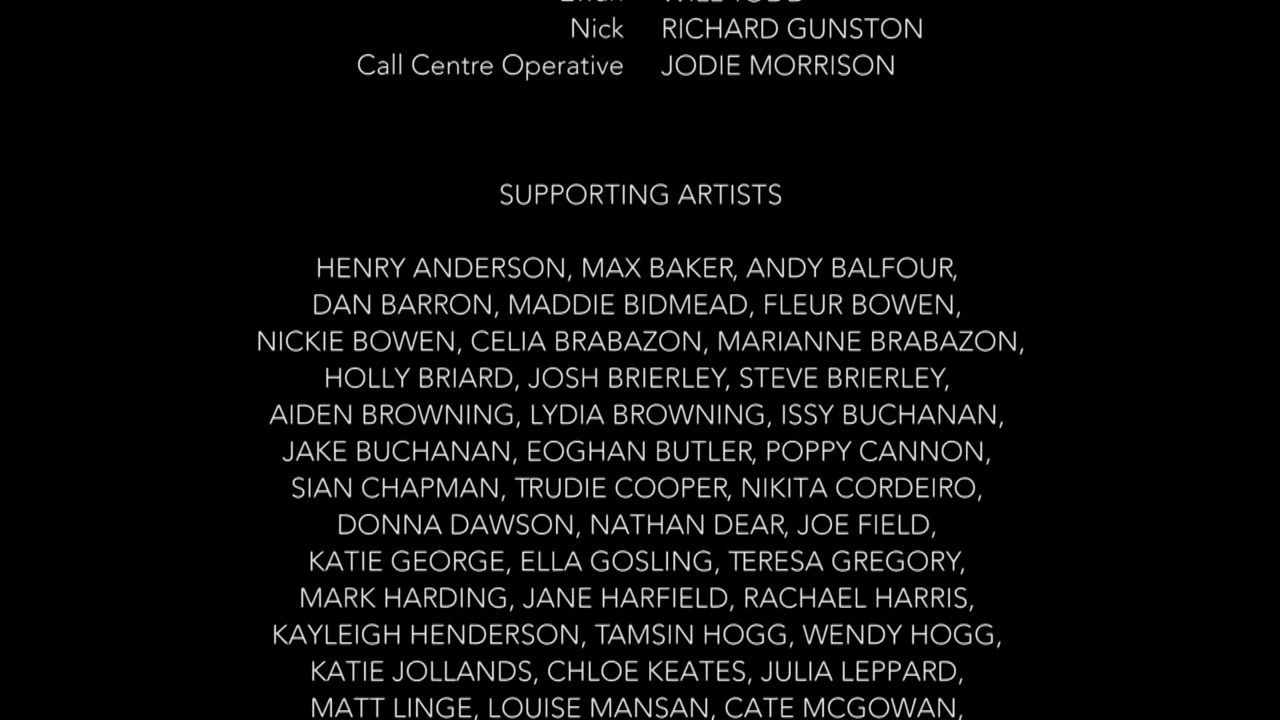 Nick RICHARD GUNSTON
Call Centre Operative JODIE MORRISON
SUPPORTING ARTISTS
HENRY ANDERSON, MAX BAKER, ANDY BALFOUR,
DAN BARRON, MADDIE BIDMEAD, FLEUR BOWEN,
NICKIE BOWEN, CELIA BRABAZON, MARIANNE BRABAZON,
HOLLY BRIARD, JOSH BRIERLEY, STEVE BRIERLEY,
AIDEN BROWNING, LYDIA BROWNING, ISSY BUCHANAN,
JAKE BUCHANAN, EOGHAN BUTLER, POPPY CANNON,
SIAN CHAPMAN, TRUDIE COOPER, NIKITA CORDEIRO,
DONNA DAWSON, NATHAN DEAR, JOE FIELD,
KATIE GEORGE, ELLA GOSLING, TERESA GREGORY,
MARK HARDING, JANE HARFIELD, RACHAEL HARRIS,
KAYLEIGH HENDERSON, TAMSIN HOGG, WENDY HOGG,
KATIE JOLLANDS, CHLOE KEATES, JULIA LEPPARD,
MATT LINGE, LOUISE MANSAN, CATE MCGOWAN,